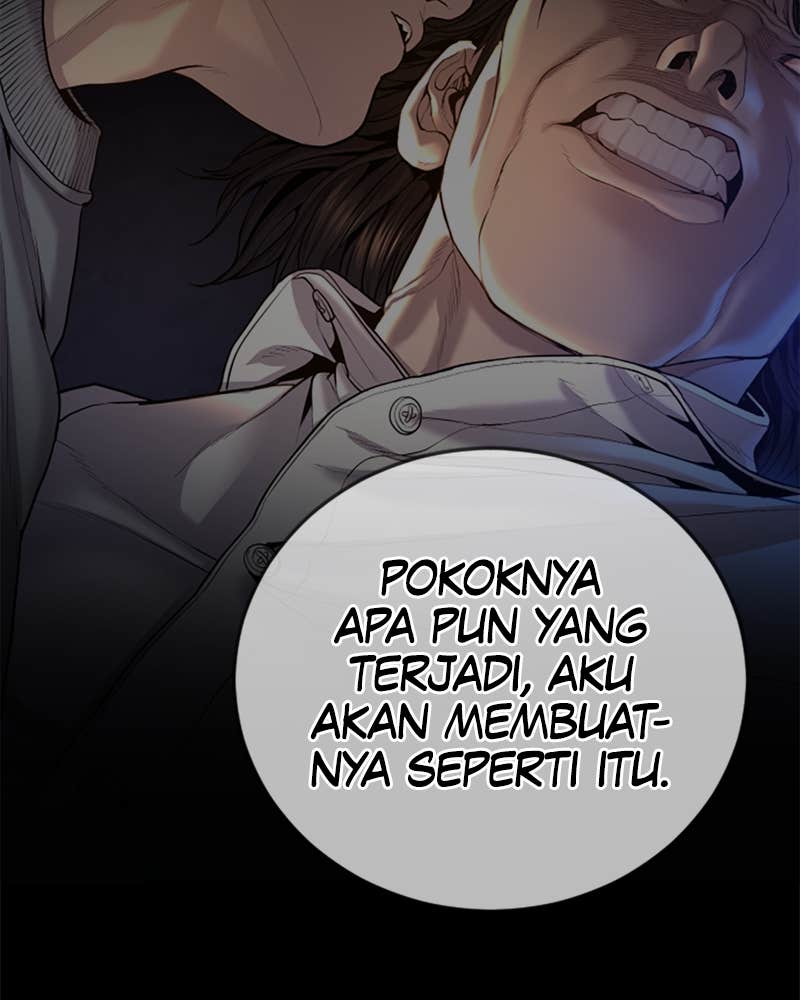 POKOKNYA
APA PUN YANG
TERJADI, AKU
AKAN MEMBUAT-
NYA SEPERTI ITU.